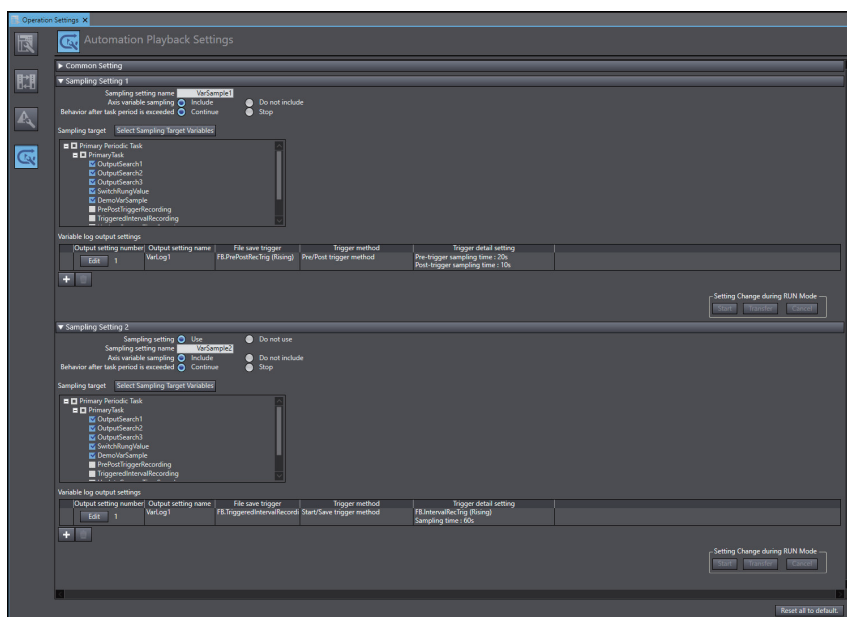 Operation Settings ×
Automation Playback Settings
Common Setting
Sampling Setting 1
Sampling setting name VarSample1
Axis variable sampling Include Do not include
Behavior after task period is exceeded Continue Stop
Sampling target Select Sampling Target Variables
Primary Periodic Task
PrimaryTask
OutputSearch1
OutputSearch2
OutputSearch3
SwitchRungValue
DemoVarSample
PrePostTriggerRecording
TriggeredIntervalRecording
Variable log output settings
Output setting number Output setting name File save trigger Trigger method Trigger detail setting
Edit 1 VarLog1 FB.PrePostRecTrig (Rising) Pre/Post trigger method Pre-trigger sampling time : 20s
Post-trigger sampling time : 10s
+
Setting Change during RUN Mode
Start Transfer Cancel
Sampling Setting 2
Sampling setting Use Do not use
Sampling setting name VarSample2
Axis variable sampling Include Do not include
Behavior after task period is exceeded Continue Stop
Sampling target Select Sampling Target Variables
Primary Periodic Task
PrimaryTask
OutputSearch1
OutputSearch2
OutputSearch3
SwitchRungValue
DemoVarSample
PrePostTriggerRecording
TriggeredIntervalRecording
Variable log output settings
Output setting number Output setting name File save trigger Trigger method Trigger detail setting
Edit 1 VarLog1 FB.TriggeredIntervalRecordi Start/Save trigger method FB.IntervalRecTrig (Rising)
Sampling time : 60s
+
Setting Change during RUN Mode
Start Transfer Cancel
Reset all to default.